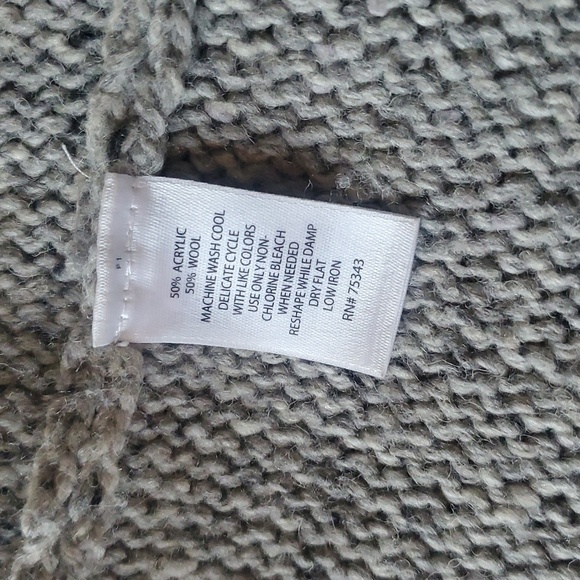 50% ACRYLIC
50% WOOL
MACHINE WASH COOL
DELICATE CYCLE
WITH LIKE COLORS
USE ONLY NON-
CHLORINE BLEACH
WHEN NEEDED
RESHAPE WHILE DAMP
DRY FLAT
LOW IRON
RN# 75343